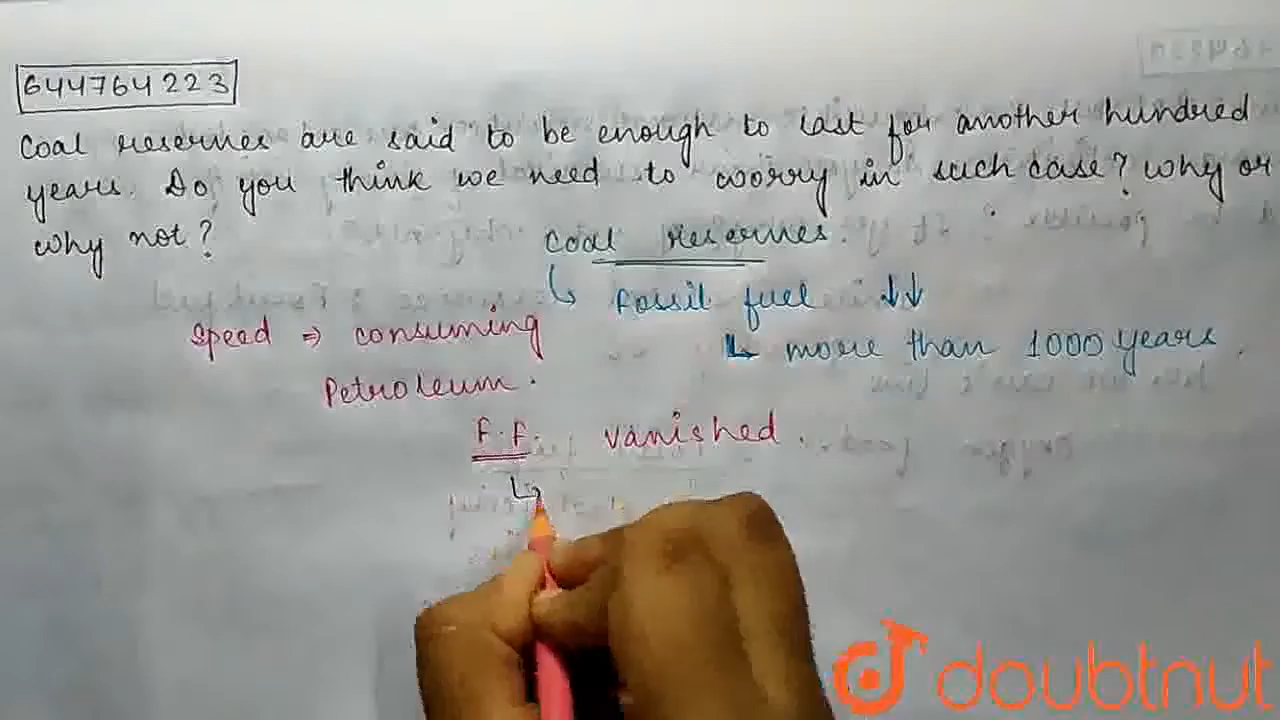 644764223
Coal reserves are said to be enough to last for another hundred
years. Do you think we need to worry in such case? Why or
why not?
Coal reserves.
↳ Fossil fuel ↓↓
Speed ⇒ consuming
↳ more than 1000 years.
Petroleum.
F.F. vanished.
↳
doubtnut